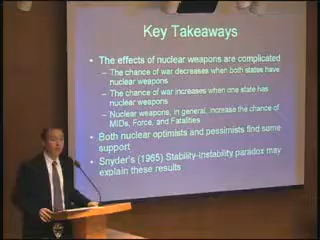 Key Takeaways
• The effects of nuclear weapons are complicated
– The chance of war decreases when both states have
nuclear weapons
– The chance of war increases when one state has
nuclear weapons
– Nuclear weapons, in general, increase the chance of
MIDs, Force, and Fatalities
• Both nuclear optimists and pessimists find some
support
• Snyder's (1965) Stability-Instability paradox may
explain these results